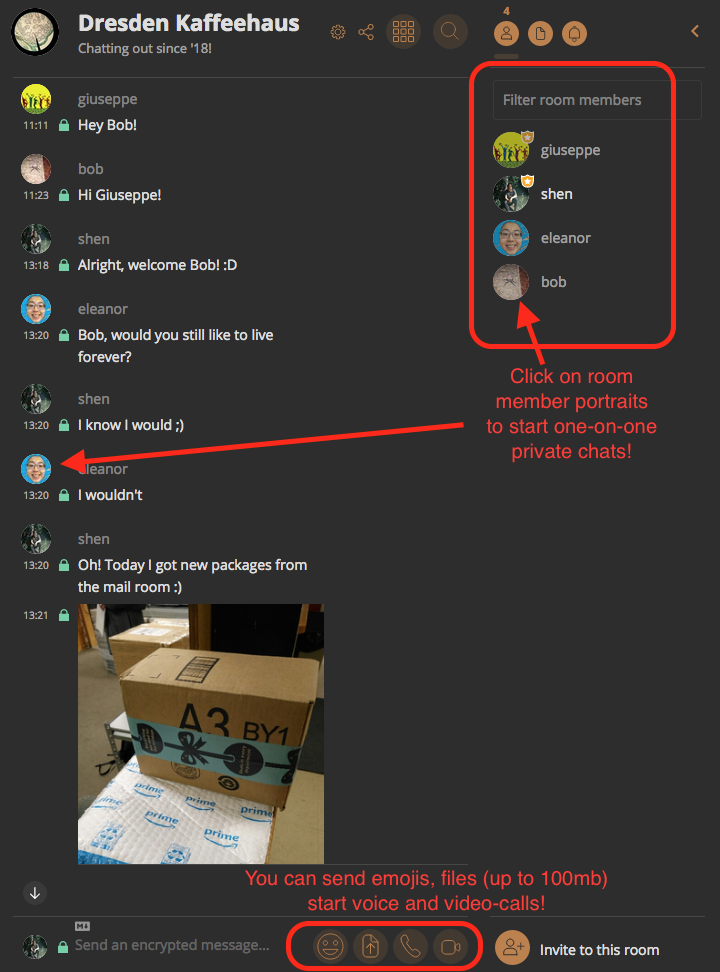 Dresden Kaffeehaus
Chatting out since '18!
4
Filter room members
giuseppe
shen
eleanor
bob
Click on room
member portraits
to start one-on-one
private chats!
giuseppe
11:11 Hey Bob!
bob
11:23 Hi Giuseppe!
shen
13:18 Alright, welcome Bob! :D
eleanor
13:20 Bob, would you still like to live
forever?
shen
13:20 I know I would ;)
eleanor
13:20 I wouldn't
shen
13:20 Oh! Today I got new packages from
the mail room :)
13:21
A3 BY1
prime
prime
prime
prime
prime
You can send emojis, files (up to 100mb)
start voice and video-calls!
M
Send an encrypted message...
Invite to this room